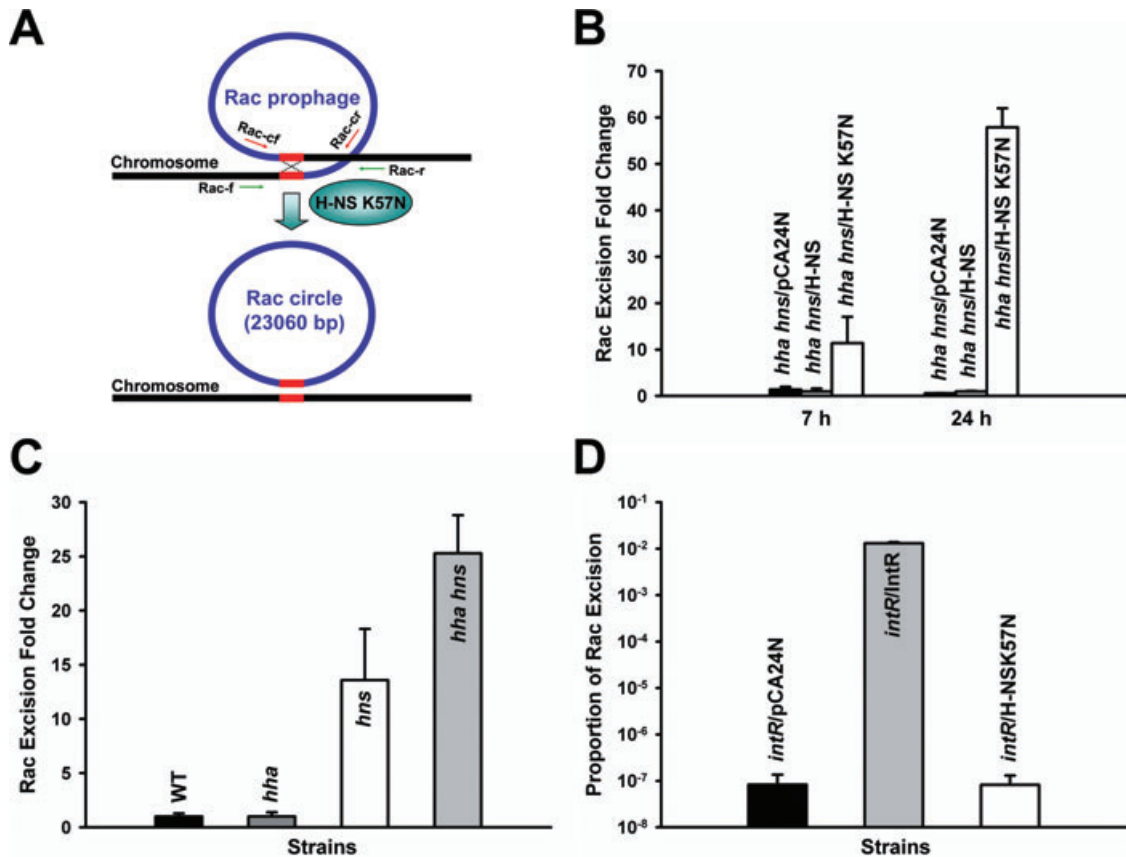 A
Rac prophage
Rac-cf
Rac-cr
Chromosome
Rac-r
Rac-f
H-NS K57N
Rac circle
(23060 bp)
Chromosome
B
Rac Excision Fold Change
70
60
50
40
30
20
10
0
hha hns/pCA24N
hha hns/H-NS
hha hns/H-NS K57N
hha hns/pCA24N
hha hns/H-NS
hha hns/H-NS K57N
7 h
24 h
C
Rac Excision Fold Change
30
25
20
15
10
5
0
WT
hha
hns
hha hns
Strains
D
Proportion of Rac Excision
10⁻¹
10⁻²
10⁻³
10⁻⁴
10⁻⁵
10⁻⁶
10⁻⁷
10⁻⁸
intR/pCA24N
intR/IntR
intR/H-NSK57N
Strains